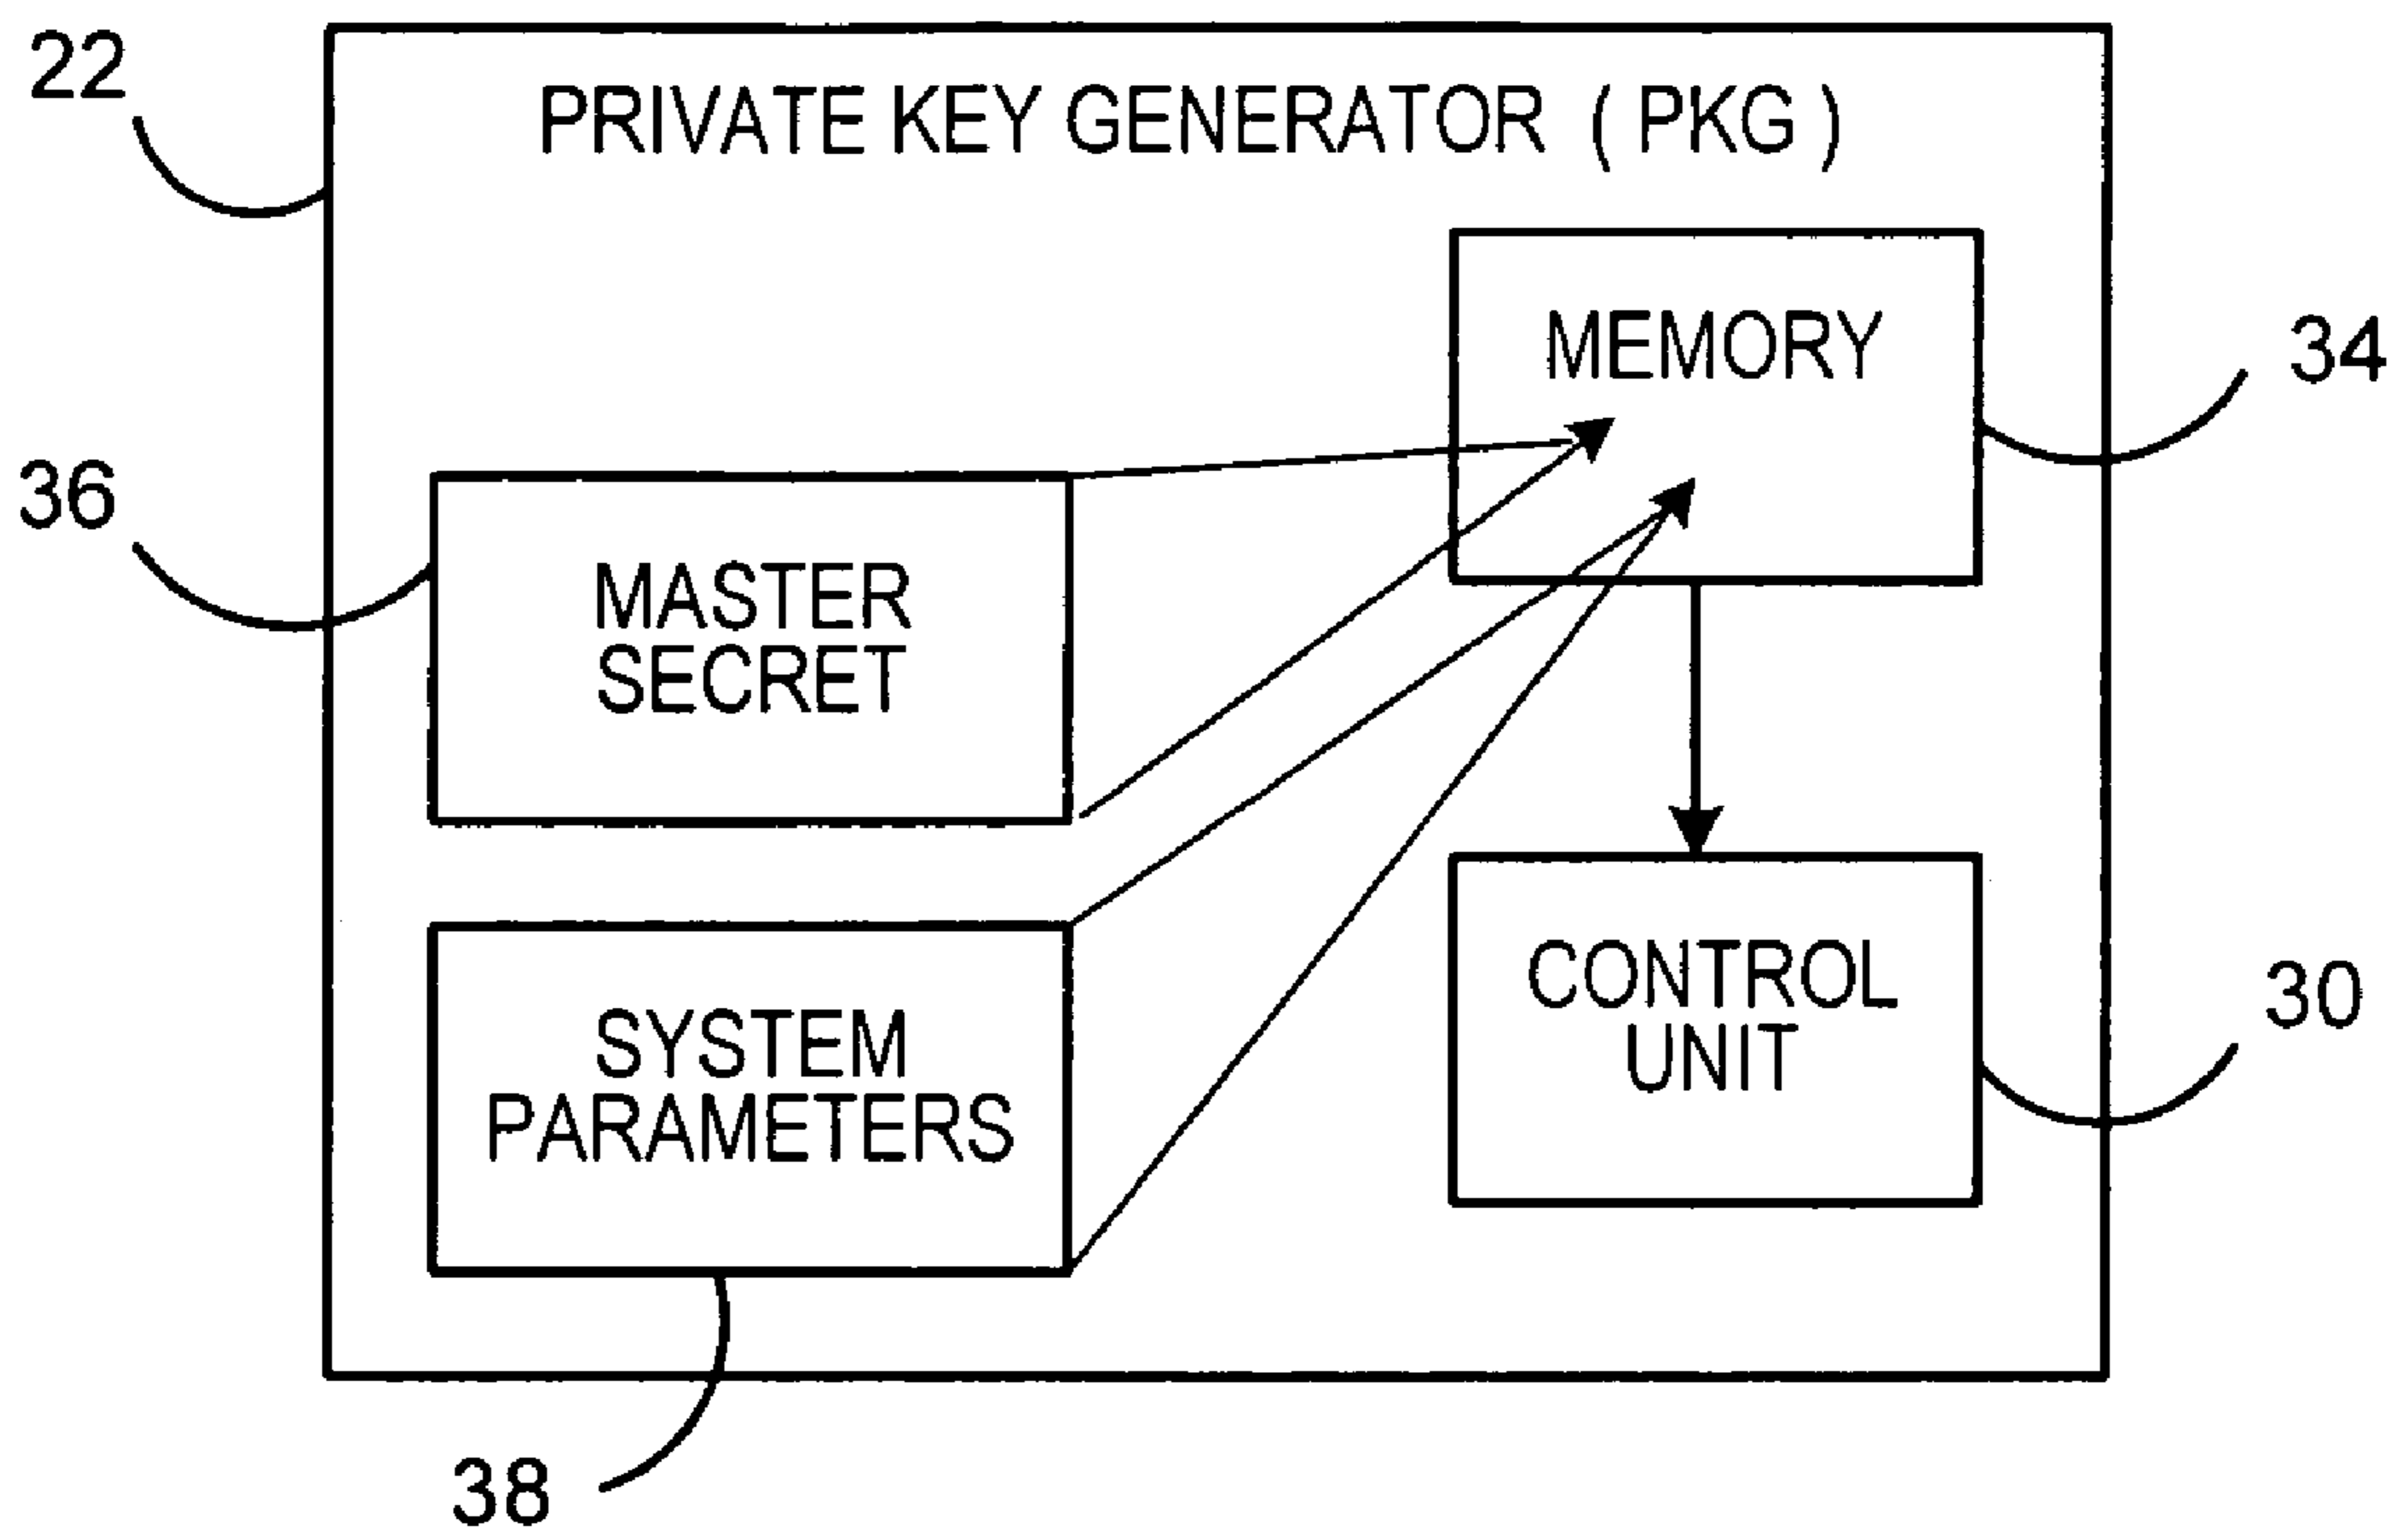 22
PRIVATE KEY GENERATOR ( PKG )
MEMORY
34
36
MASTER
SECRET
CONTROL
UNIT
30
SYSTEM
PARAMETERS
38